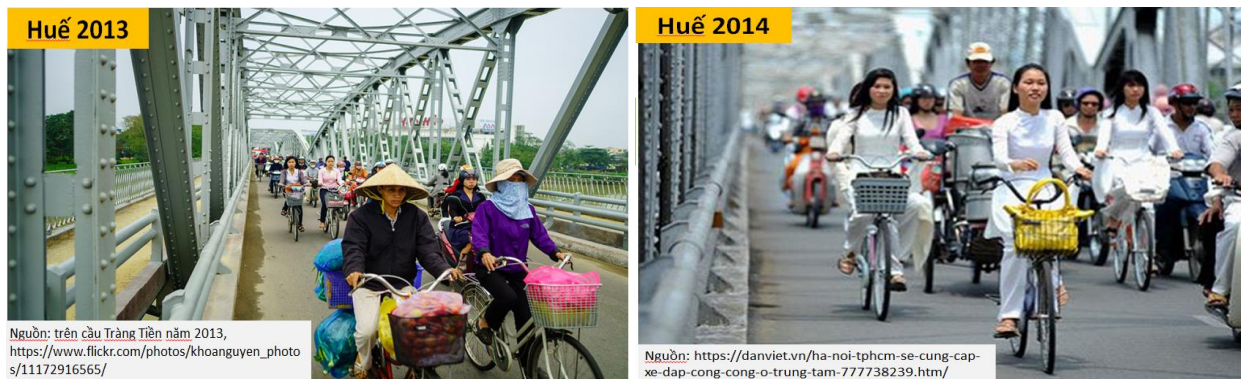 Huế 2013
Nguồn: trên cầu Tràng Tiền năm 2013,
https://www.flickr.com/photos/khoanguyen_photo
s/11172916565/
Huế 2014
Nguồn: https://danviet.vn/ha-noi-tphcm-se-cung-cap-
xe-dap-cong-cong-o-trung-tam-777738239.htm/